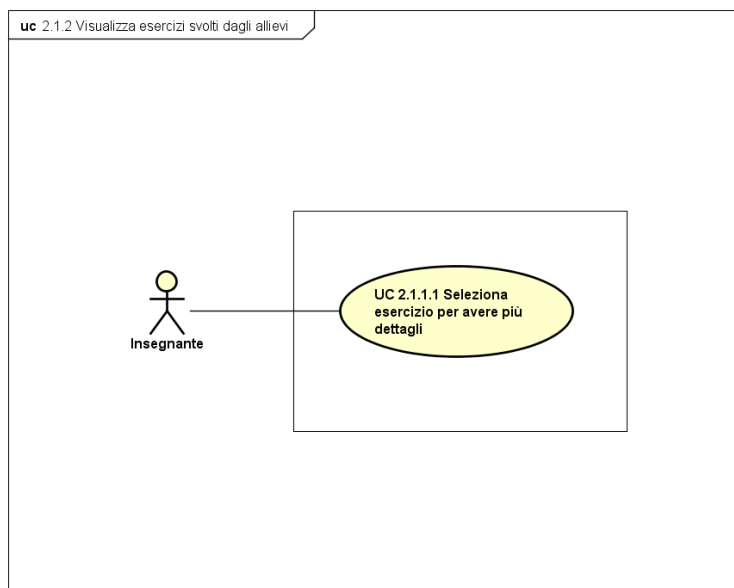 uc 2.1.2 Visualizza esercizi svolti dagli allievi
UC 2.1.1.1 Seleziona
esercizio per avere più
dettagli
Insegnante